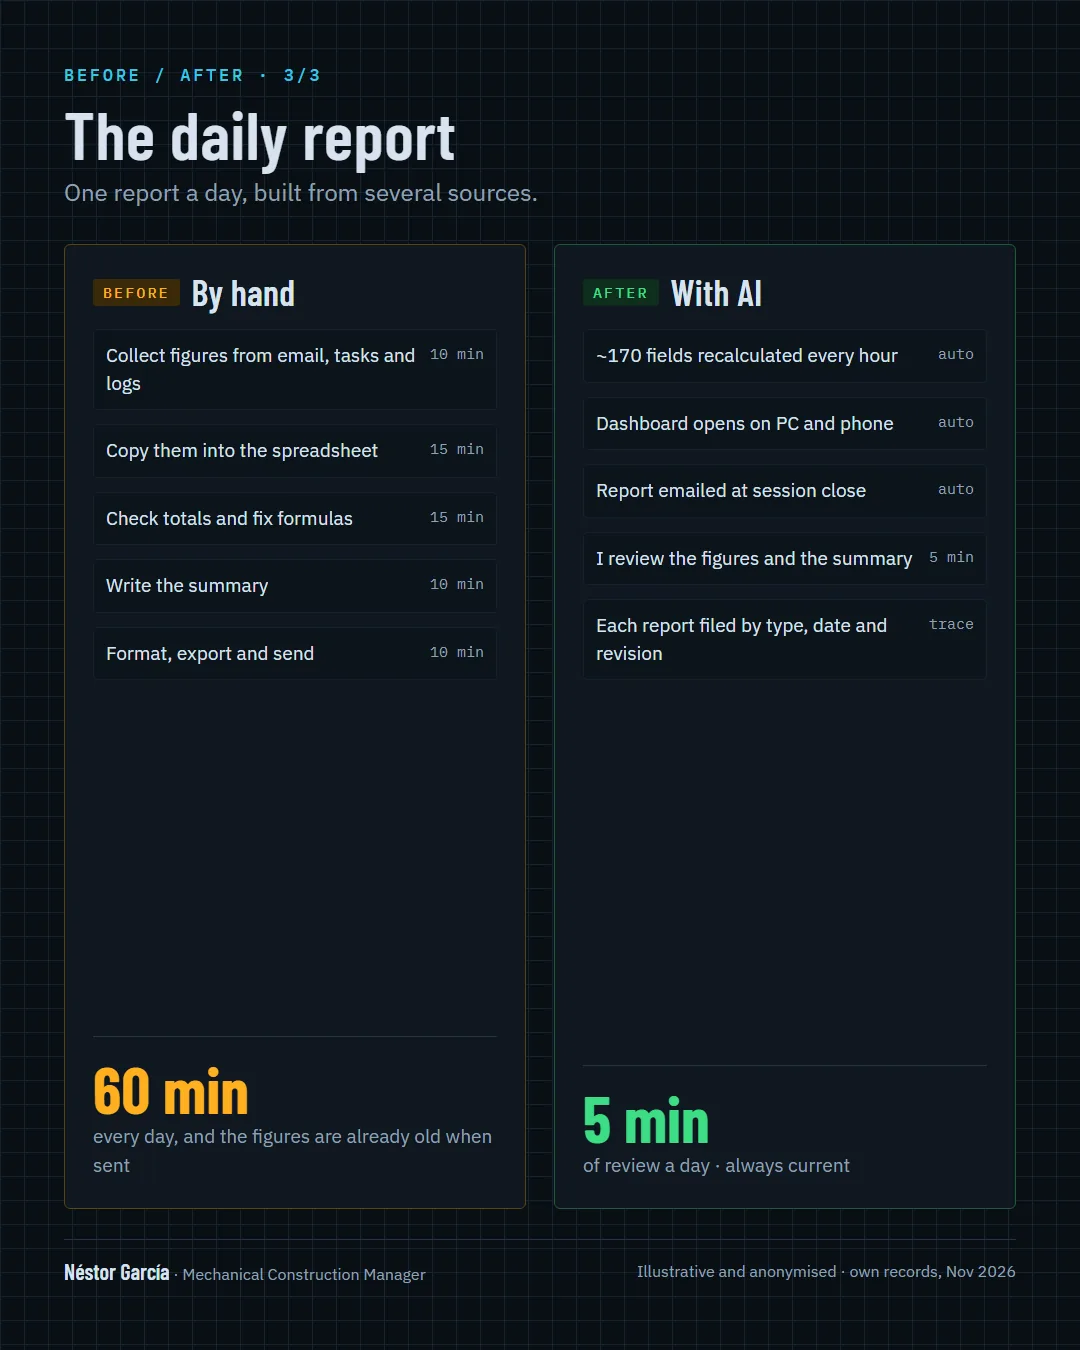 BEFORE / AFTER · 3/3
The daily report
One report a day, built from several sources.
BEFORE By hand
Collect figures from email, tasks and 10 min
logs
Copy them into the spreadsheet 15 min
Check totals and fix formulas 15 min
Write the summary 10 min
Format, export and send 10 min
60 min
every day, and the figures are already old when
sent
AFTER With AI
~170 fields recalculated every hour auto
Dashboard opens on PC and phone auto
Report emailed at session close auto
I review the figures and the summary 5 min
Each report filed by type, date and trace
revision
5 min
of review a day · always current
Néstor García · Mechanical Construction Manager
Illustrative and anonymised · own records, Nov 2026